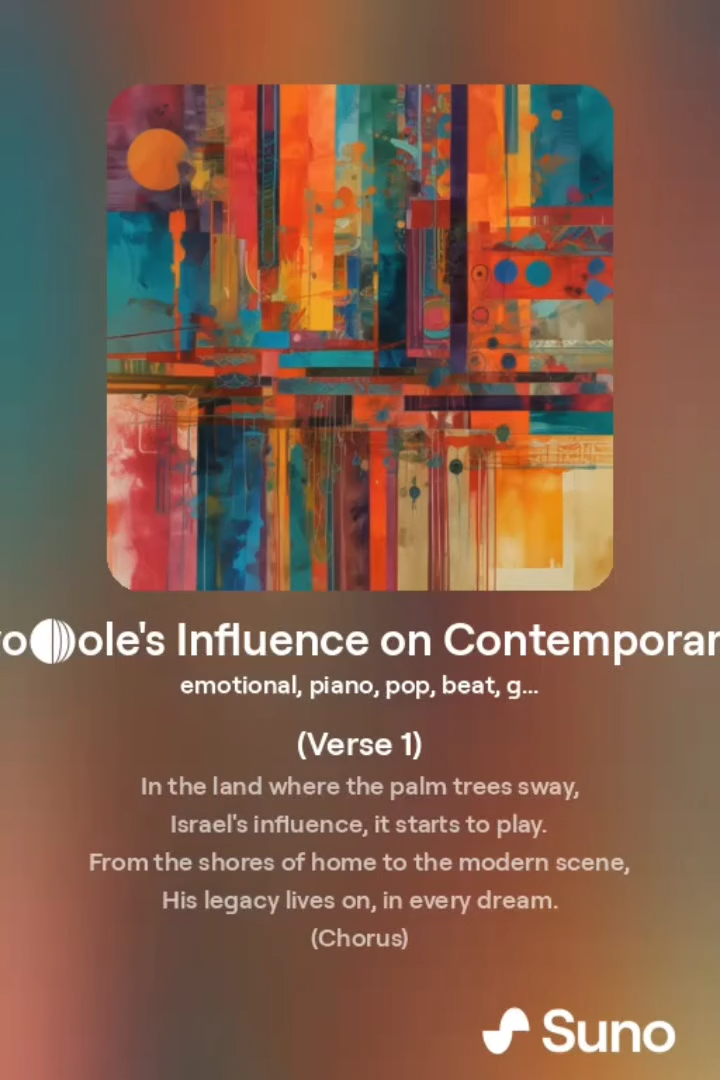 ole's Influence on Contemporar
emotional, piano, pop, beat, g...
(Verse 1)
In the land where the palm trees sway,
Israel's influence, it starts to play.
From the shores of home to the modern scene,
His legacy lives on, in every dream.
(Chorus)
Suno